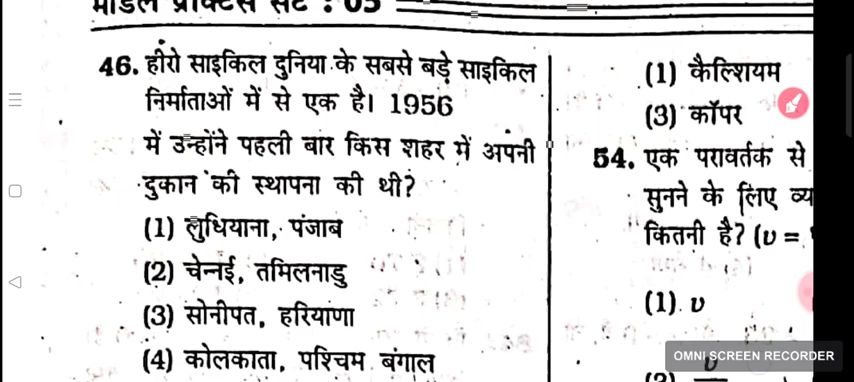 माडल प्रैक्टिस सेट : 05
46. हीरो साइकिल दुनिया के सबसे बड़े साइकिल
निर्माताओं में से एक है। 1956
में उन्होंने पहली बार किस शहर में अपनी
दुकान की स्थापना की थी?
(1) लुधियाना, पंजाब
(2) चेन्नई, तमिलनाडु
(3) सोनीपत, हरियाणा
(4) कोलकाता, पश्चिम बंगाल
(1) कैल्शियम
(3) कॉपर
54. एक परावर्तक से
सुनने के लिए
कितनी है? (υ =
(1) υ
(2) υ
OMNI SCREEN RECORDER